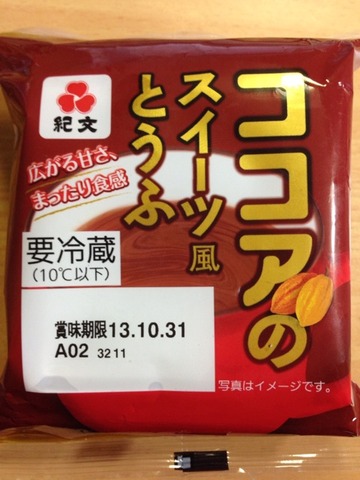 紀文
ココアの
スイーツ風
とうふ
広がる甘さ、
まったり食感
要冷蔵
(10℃以下)
賞味期限13.10.31
A02 3211
写真はイメージです。